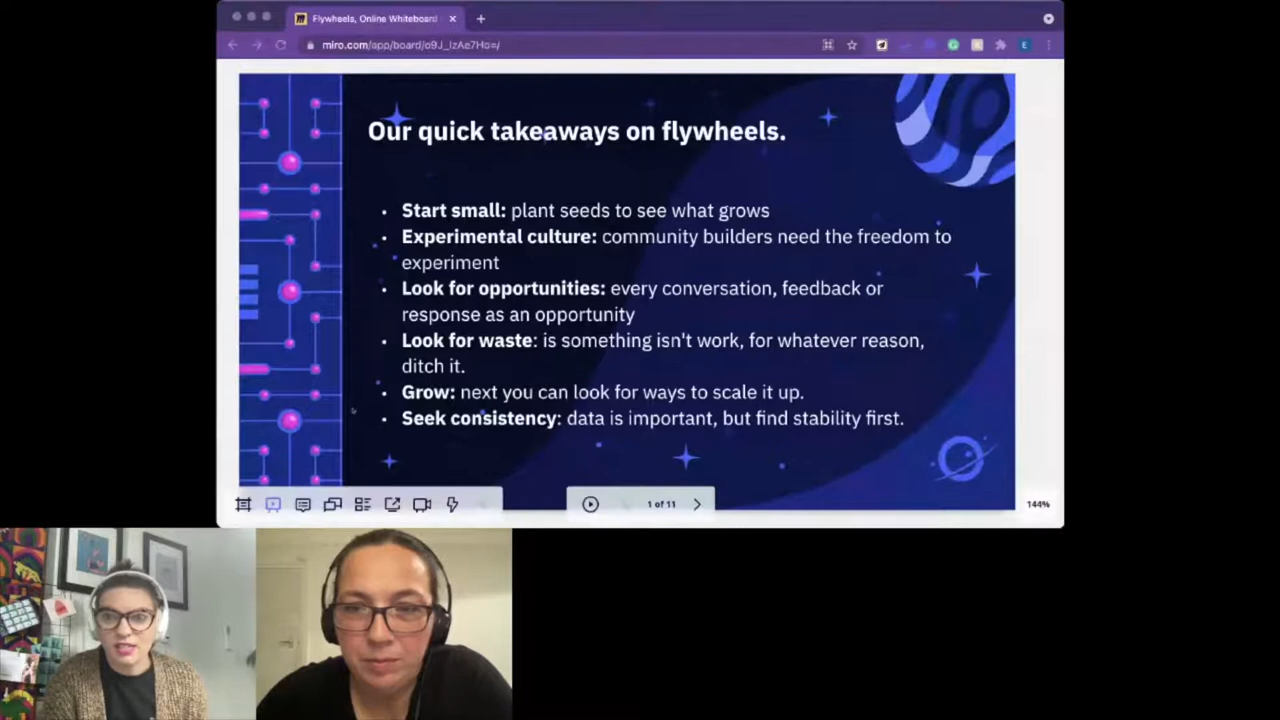 Flywheels, Online Whiteboard
miro.com/app/board/o9J_lzAe7Ho=/
E
Our quick takeaways on flywheels.
• Start small: plant seeds to see what grows
• Experimental culture: community builders need the freedom to
experiment
• Look for opportunities: every conversation, feedback or
response as an opportunity
• Look for waste: is something isn't work, for whatever reason,
ditch it.
• Grow: next you can look for ways to scale it up.
• Seek consistency: data is important, but find stability first.
1 of 11
144%